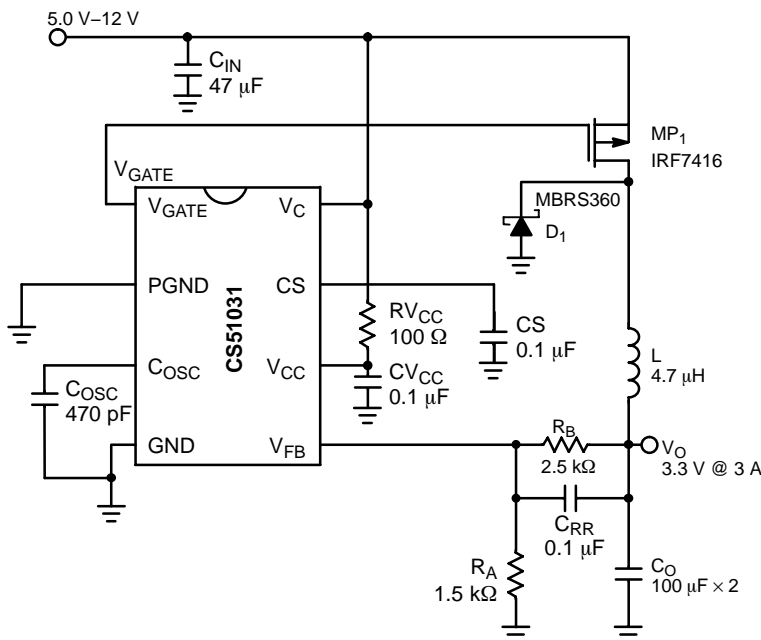 5.0 V–12 V
C_IN
47 μF
MP_1
IRF7416
V_GATE
MBRS360
D_1
V_GATE
V_C
PGND
CS
CS51031
RV_CC
100 Ω
CS
0.1 μF
L
4.7 μH
C_OSC
V_CC
CV_CC
0.1 μF
C_OSC
470 pF
R_B
2.5 kΩ
GND
V_FB
V_O
3.3 V @ 3 A
C_RR
0.1 μF
R_A
1.5 kΩ
C_O
100 μF × 2